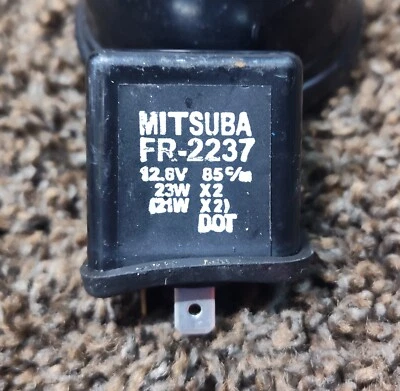 MITSUBA
FR-2237
12.8V 85c/m
23W X2
(21W X2)
DOT